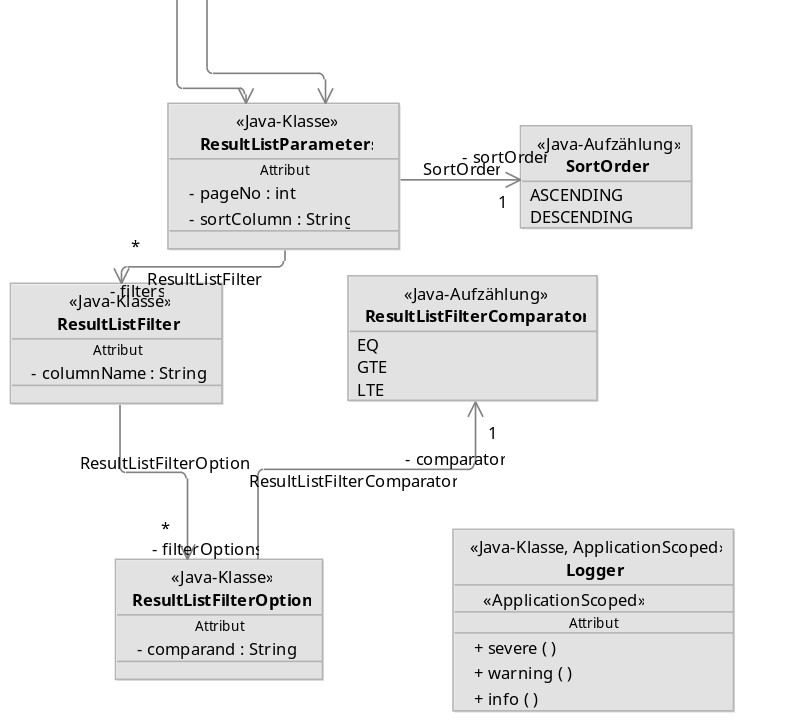 «Java-Klasse»
ResultListParameters
Attribut
- pageNo : int
- sortColumn : String
- sortOrder
SortOrder
1
«Java-Aufzählung»
SortOrder
ASCENDING
DESCENDING
*
ResultListFilter
- filters
«Java-Klasse»
ResultListFilter
Attribut
- columnName : String
«Java-Aufzählung»
ResultListFilterComparator
EQ
GTE
LTE
1
- comparator
ResultListFilterComparator
ResultListFilterOption
*
- filterOptions
«Java-Klasse»
ResultListFilterOption
Attribut
- comparand : String
«Java-Klasse, ApplicationScoped»
Logger
«ApplicationScoped»
Attribut
+ severe ( )
+ warning ( )
+ info ( )